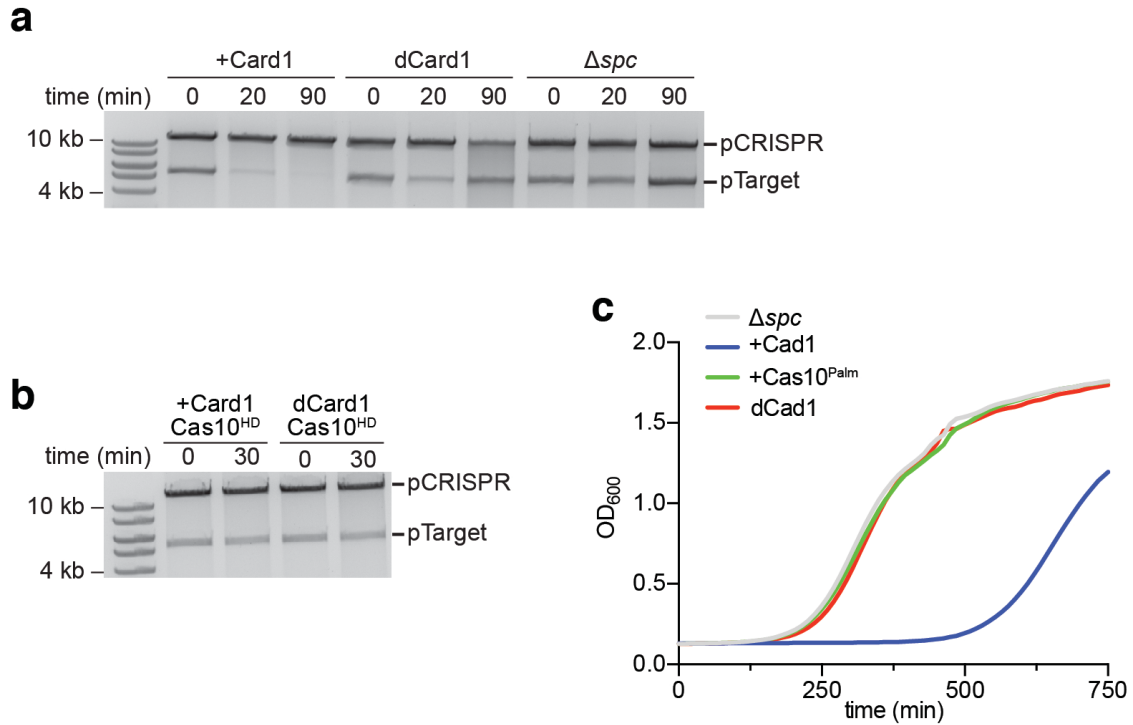 a
+Card1 dCard1 Δspc
time (min) 0 20 90 0 20 90 0 20 90
10 kb
pCRISPR
4 kb
pTarget
b
+Card1 dCard1
Cas10HD Cas10HD
time (min) 0 30 0 30
pCRISPR
10 kb
pTarget
4 kb
c
Δspc
+Cad1
+Cas10Palm
dCad1
2.0
1.5
1.0
0.5
0.0
OD600
0 250 500 750
time (min)